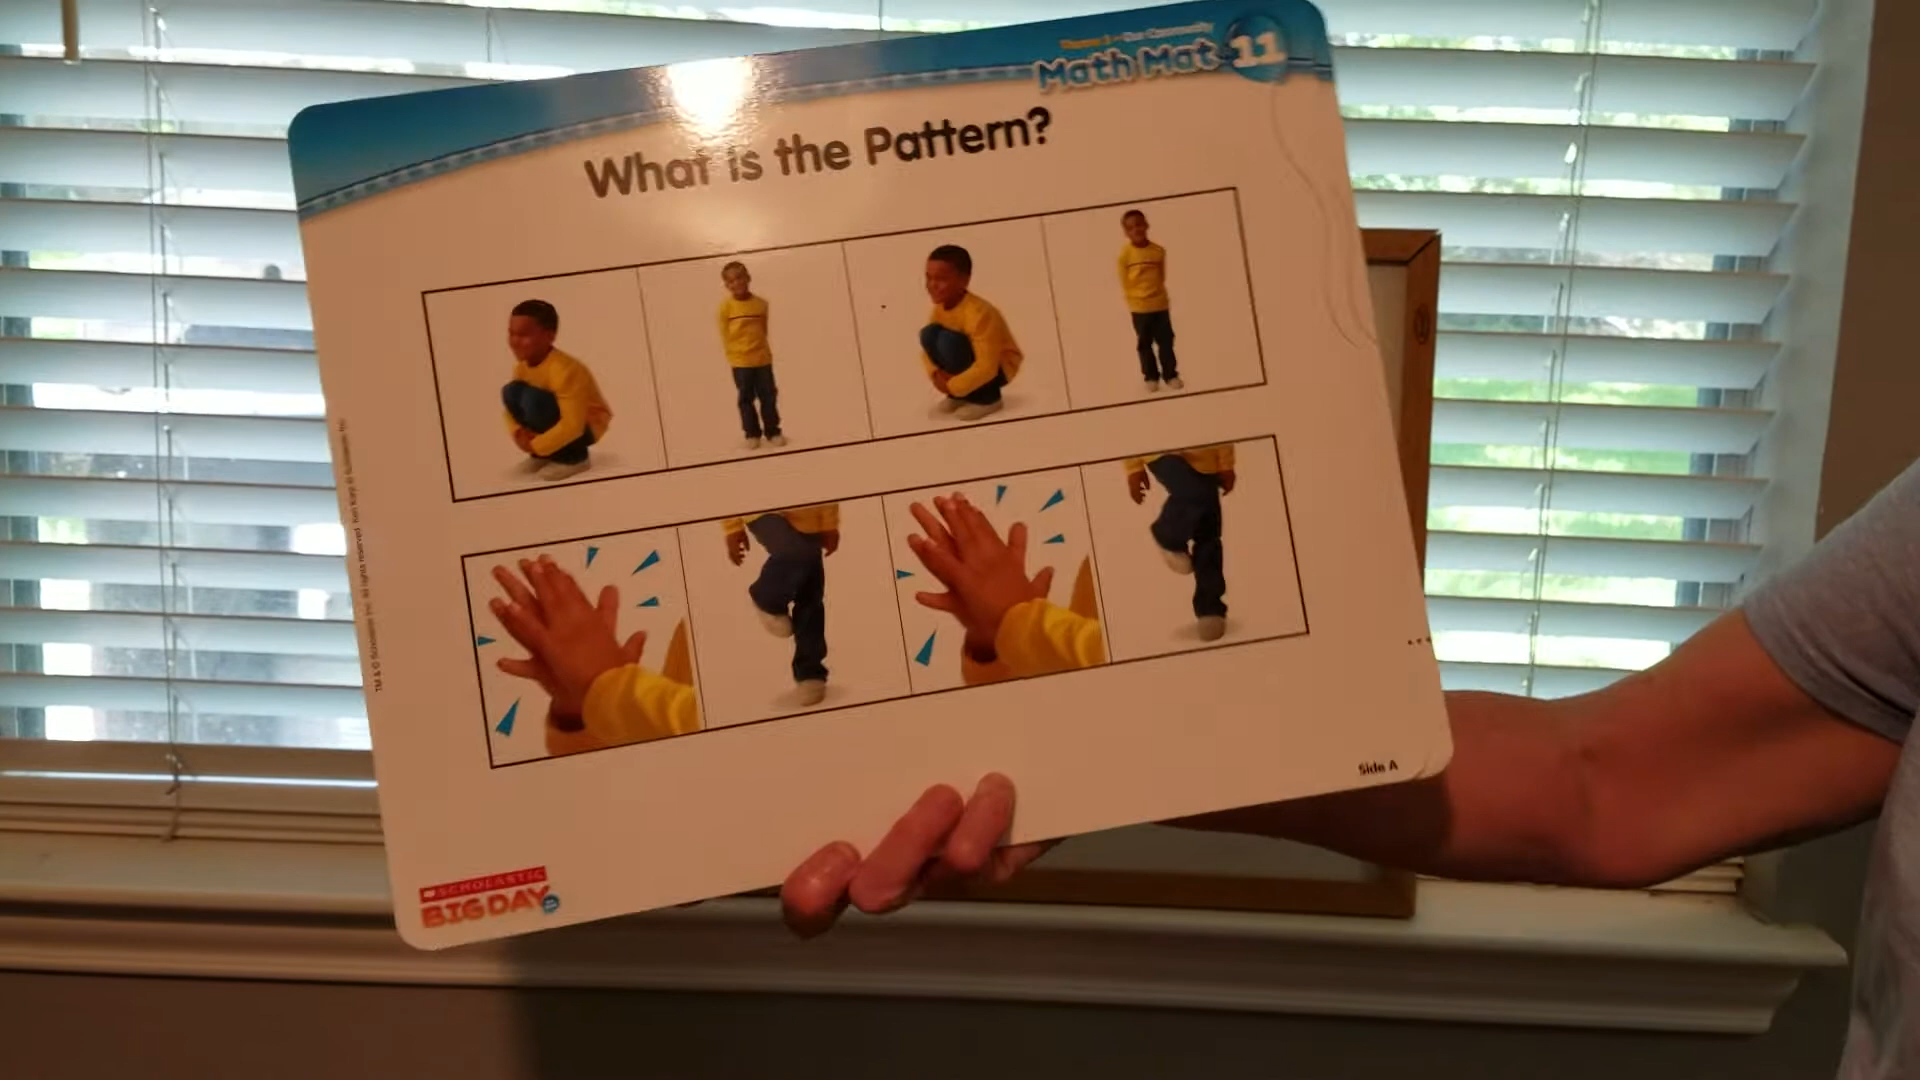 Math Mat 11
What is the Pattern?
Side A
SCHOLASTIC
BIG DAY